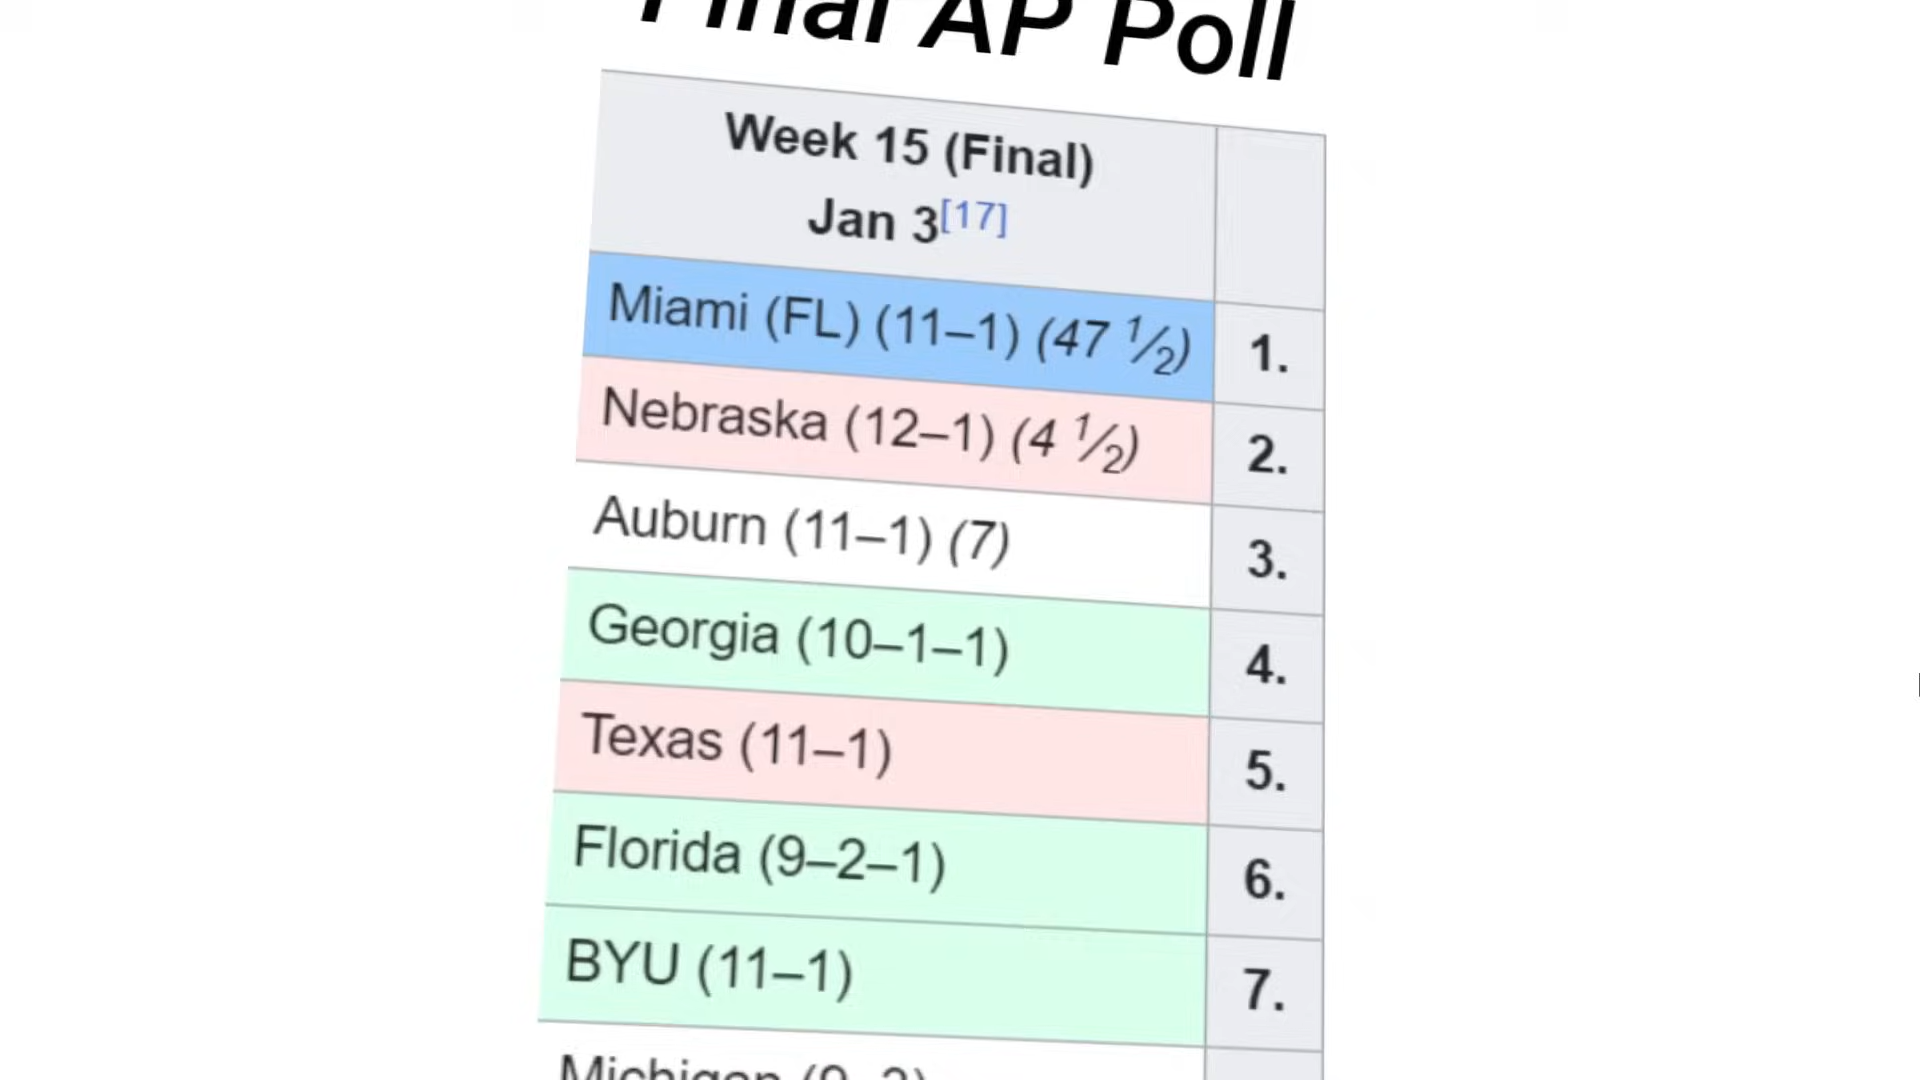 Final AP Poll
Week 15 (Final)
Jan 3[17]
Miami (FL) (11–1) (47 ½) 1.
Nebraska (12–1) (4 ½) 2.
Auburn (11–1) (7) 3.
Georgia (10–1–1) 4.
Texas (11–1) 5.
Florida (9–2–1) 6.
BYU (11–1) 7.
Michigan